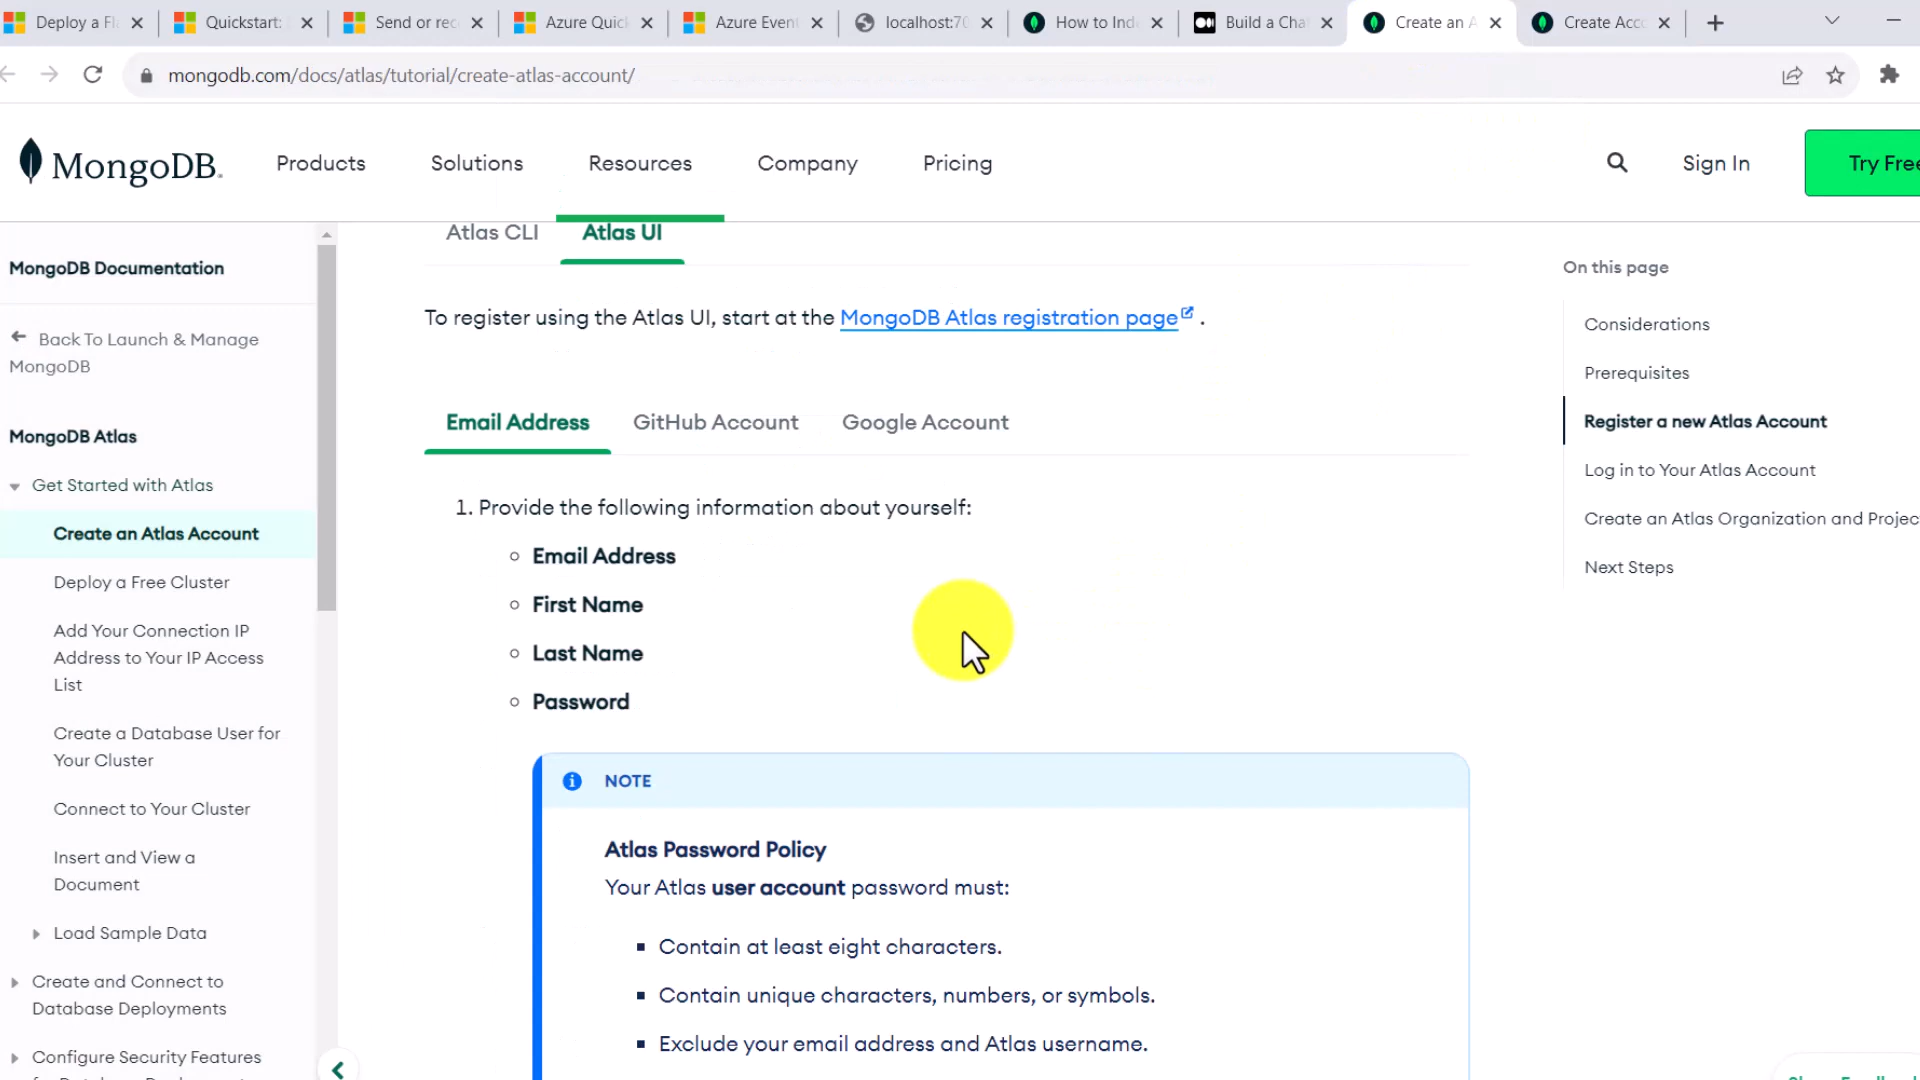 Deploy a Fl
Quickstart:
Send or rec
Azure Quic
Azure Even
localhost:70
How to Inde
Build a Cha
Create an A
Create Acco
mongodb.com/docs/atlas/tutorial/create-atlas-account/
MongoDB.
Products
Solutions
Resources
Company
Pricing
Sign In
Try Free
MongoDB Documentation
Back To Launch & Manage
MongoDB
MongoDB Atlas
Get Started with Atlas
Create an Atlas Account
Deploy a Free Cluster
Add Your Connection IP
Address to Your IP Access
List
Create a Database User for
Your Cluster
Connect to Your Cluster
Insert and View a
Document
Load Sample Data
Create and Connect to
Database Deployments
Configure Security Features
Atlas CLI
Atlas UI
To register using the Atlas UI, start at the MongoDB Atlas registration page .
Email Address
GitHub Account
Google Account
1. Provide the following information about yourself:
Email Address
First Name
Last Name
Password
NOTE
Atlas Password Policy
Your Atlas user account password must:
Contain at least eight characters.
Contain unique characters, numbers, or symbols.
Exclude your email address and Atlas username.
On this page
Considerations
Prerequisites
Register a new Atlas Account
Log in to Your Atlas Account
Create an Atlas Organization and Projec
Next Steps